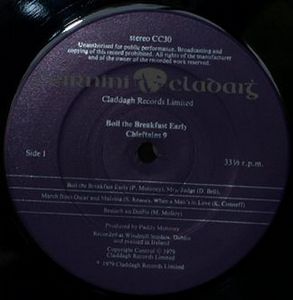 stereo CC30
Unauthorised for public performance. Broadcasting and
copying of this record prohibited. All rights of the manufacturer
and of the owner of the recorded work reserved.
ceirníní cladaig
Claddagh Records Limited
Boil the Breakfast Early
Chieftains 9
Side 1
33⅓ r.p.m.
Boil the Breakfast Early (P. Moloney), Mrs. Judge (D. Bell),
March from Oscar and Malvina (S. Keane), When a Man's in Love (K. Conneff)
Bealach an Doirín (M. Molloy)
Produced by Paddy Moloney
Recorded at Windmill Studios, Dublin
and pressed in Ireland
Copyright Control © 1979
℗ 1979 Claddagh Records Limited